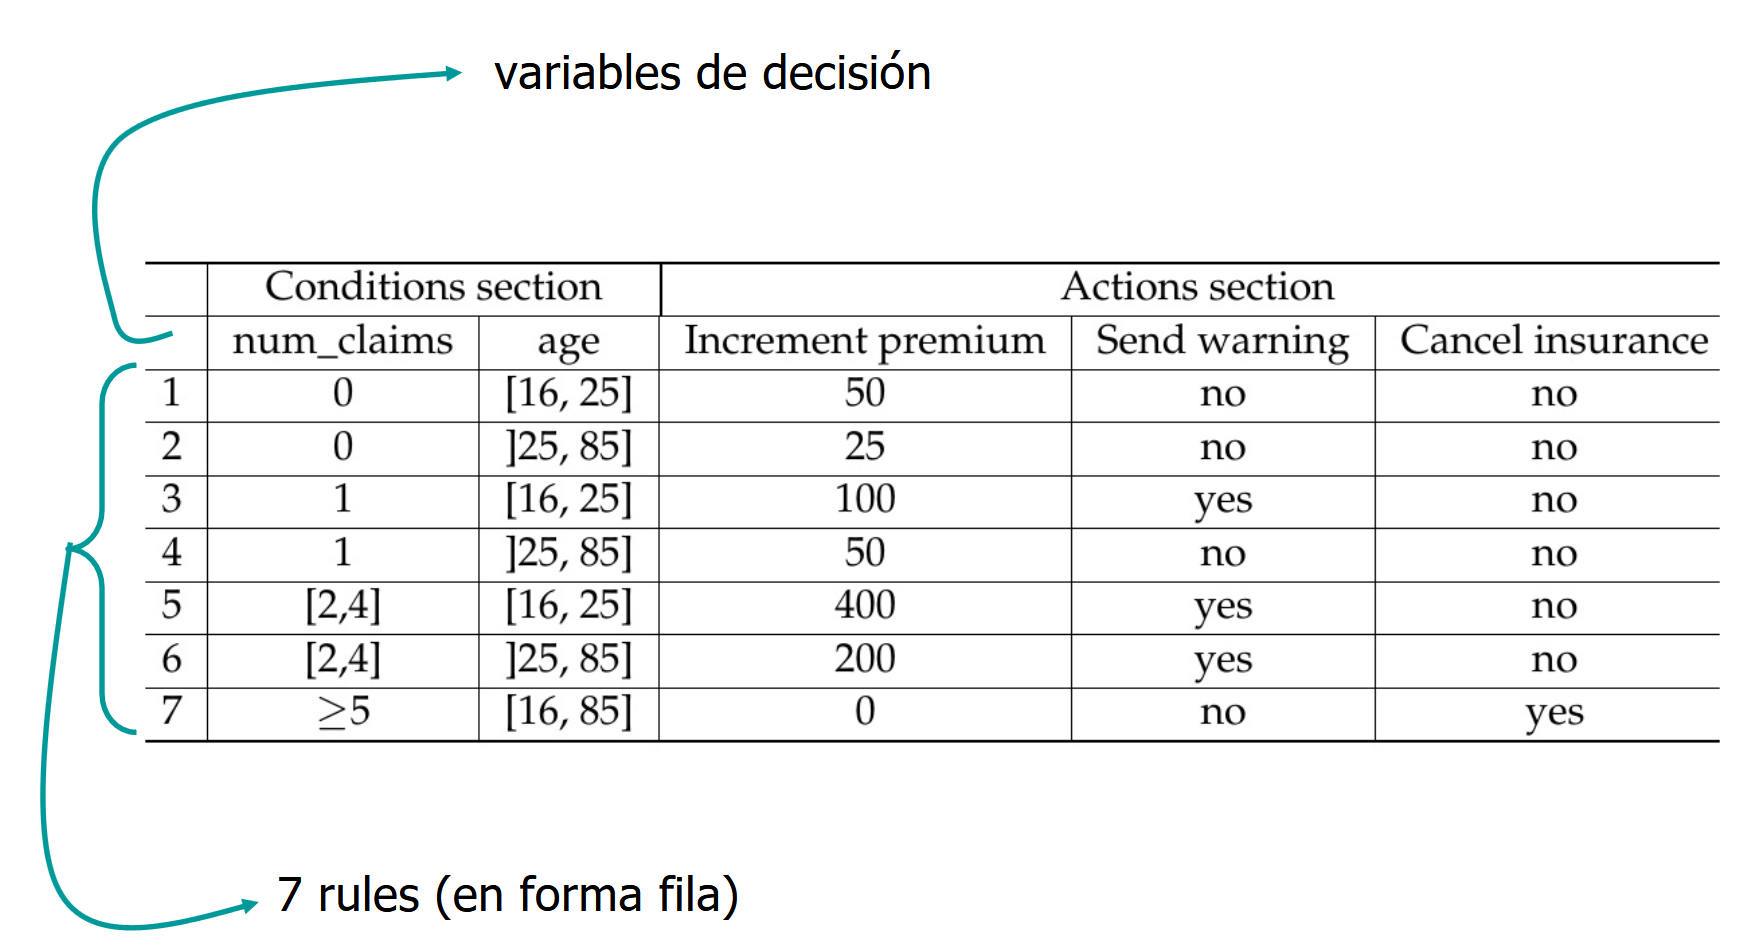 variables de decisión
Conditions section Actions section
num_claims age Increment premium Send warning Cancel insurance
1 0 [16, 25] 50 no no
2 0 ]25, 85] 25 no no
3 1 [16, 25] 100 yes no
4 1 ]25, 85] 50 no no
5 [2,4] [16, 25] 400 yes no
6 [2,4] ]25, 85] 200 yes no
7 ≥5 [16, 85] 0 no yes
7 rules (en forma fila)